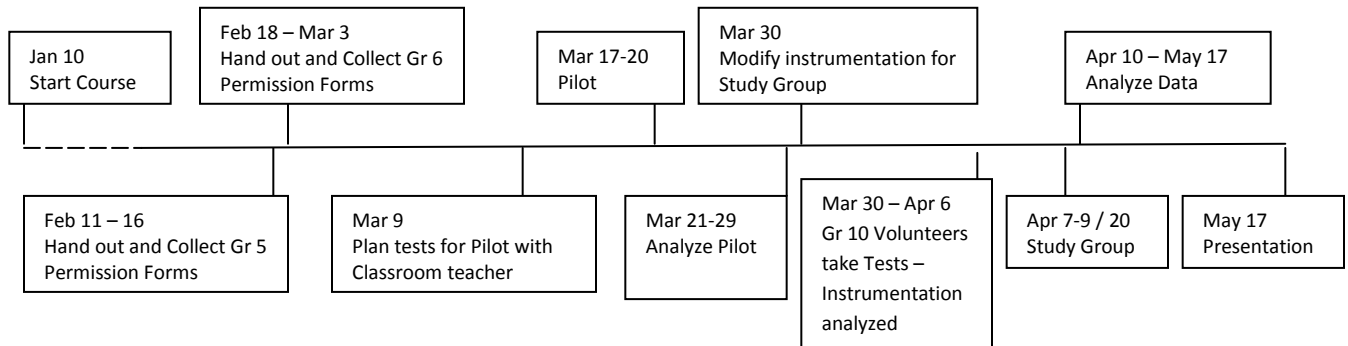 Jan 10
Start Course
Feb 18 – Mar 3
Hand out and Collect Gr 6
Permission Forms
Mar 17-20
Pilot
Mar 30
Modify instrumentation for
Study Group
Apr 10 – May 17
Analyze Data
Feb 11 – 16
Hand out and Collect Gr 5
Permission Forms
Mar 9
Plan tests for Pilot with
Classroom teacher
Mar 21-29
Analyze Pilot
Mar 30 – Apr 6
Gr 10 Volunteers
take Tests –
Instrumentation
analyzed
Apr 7-9 / 20
Study Group
May 17
Presentation